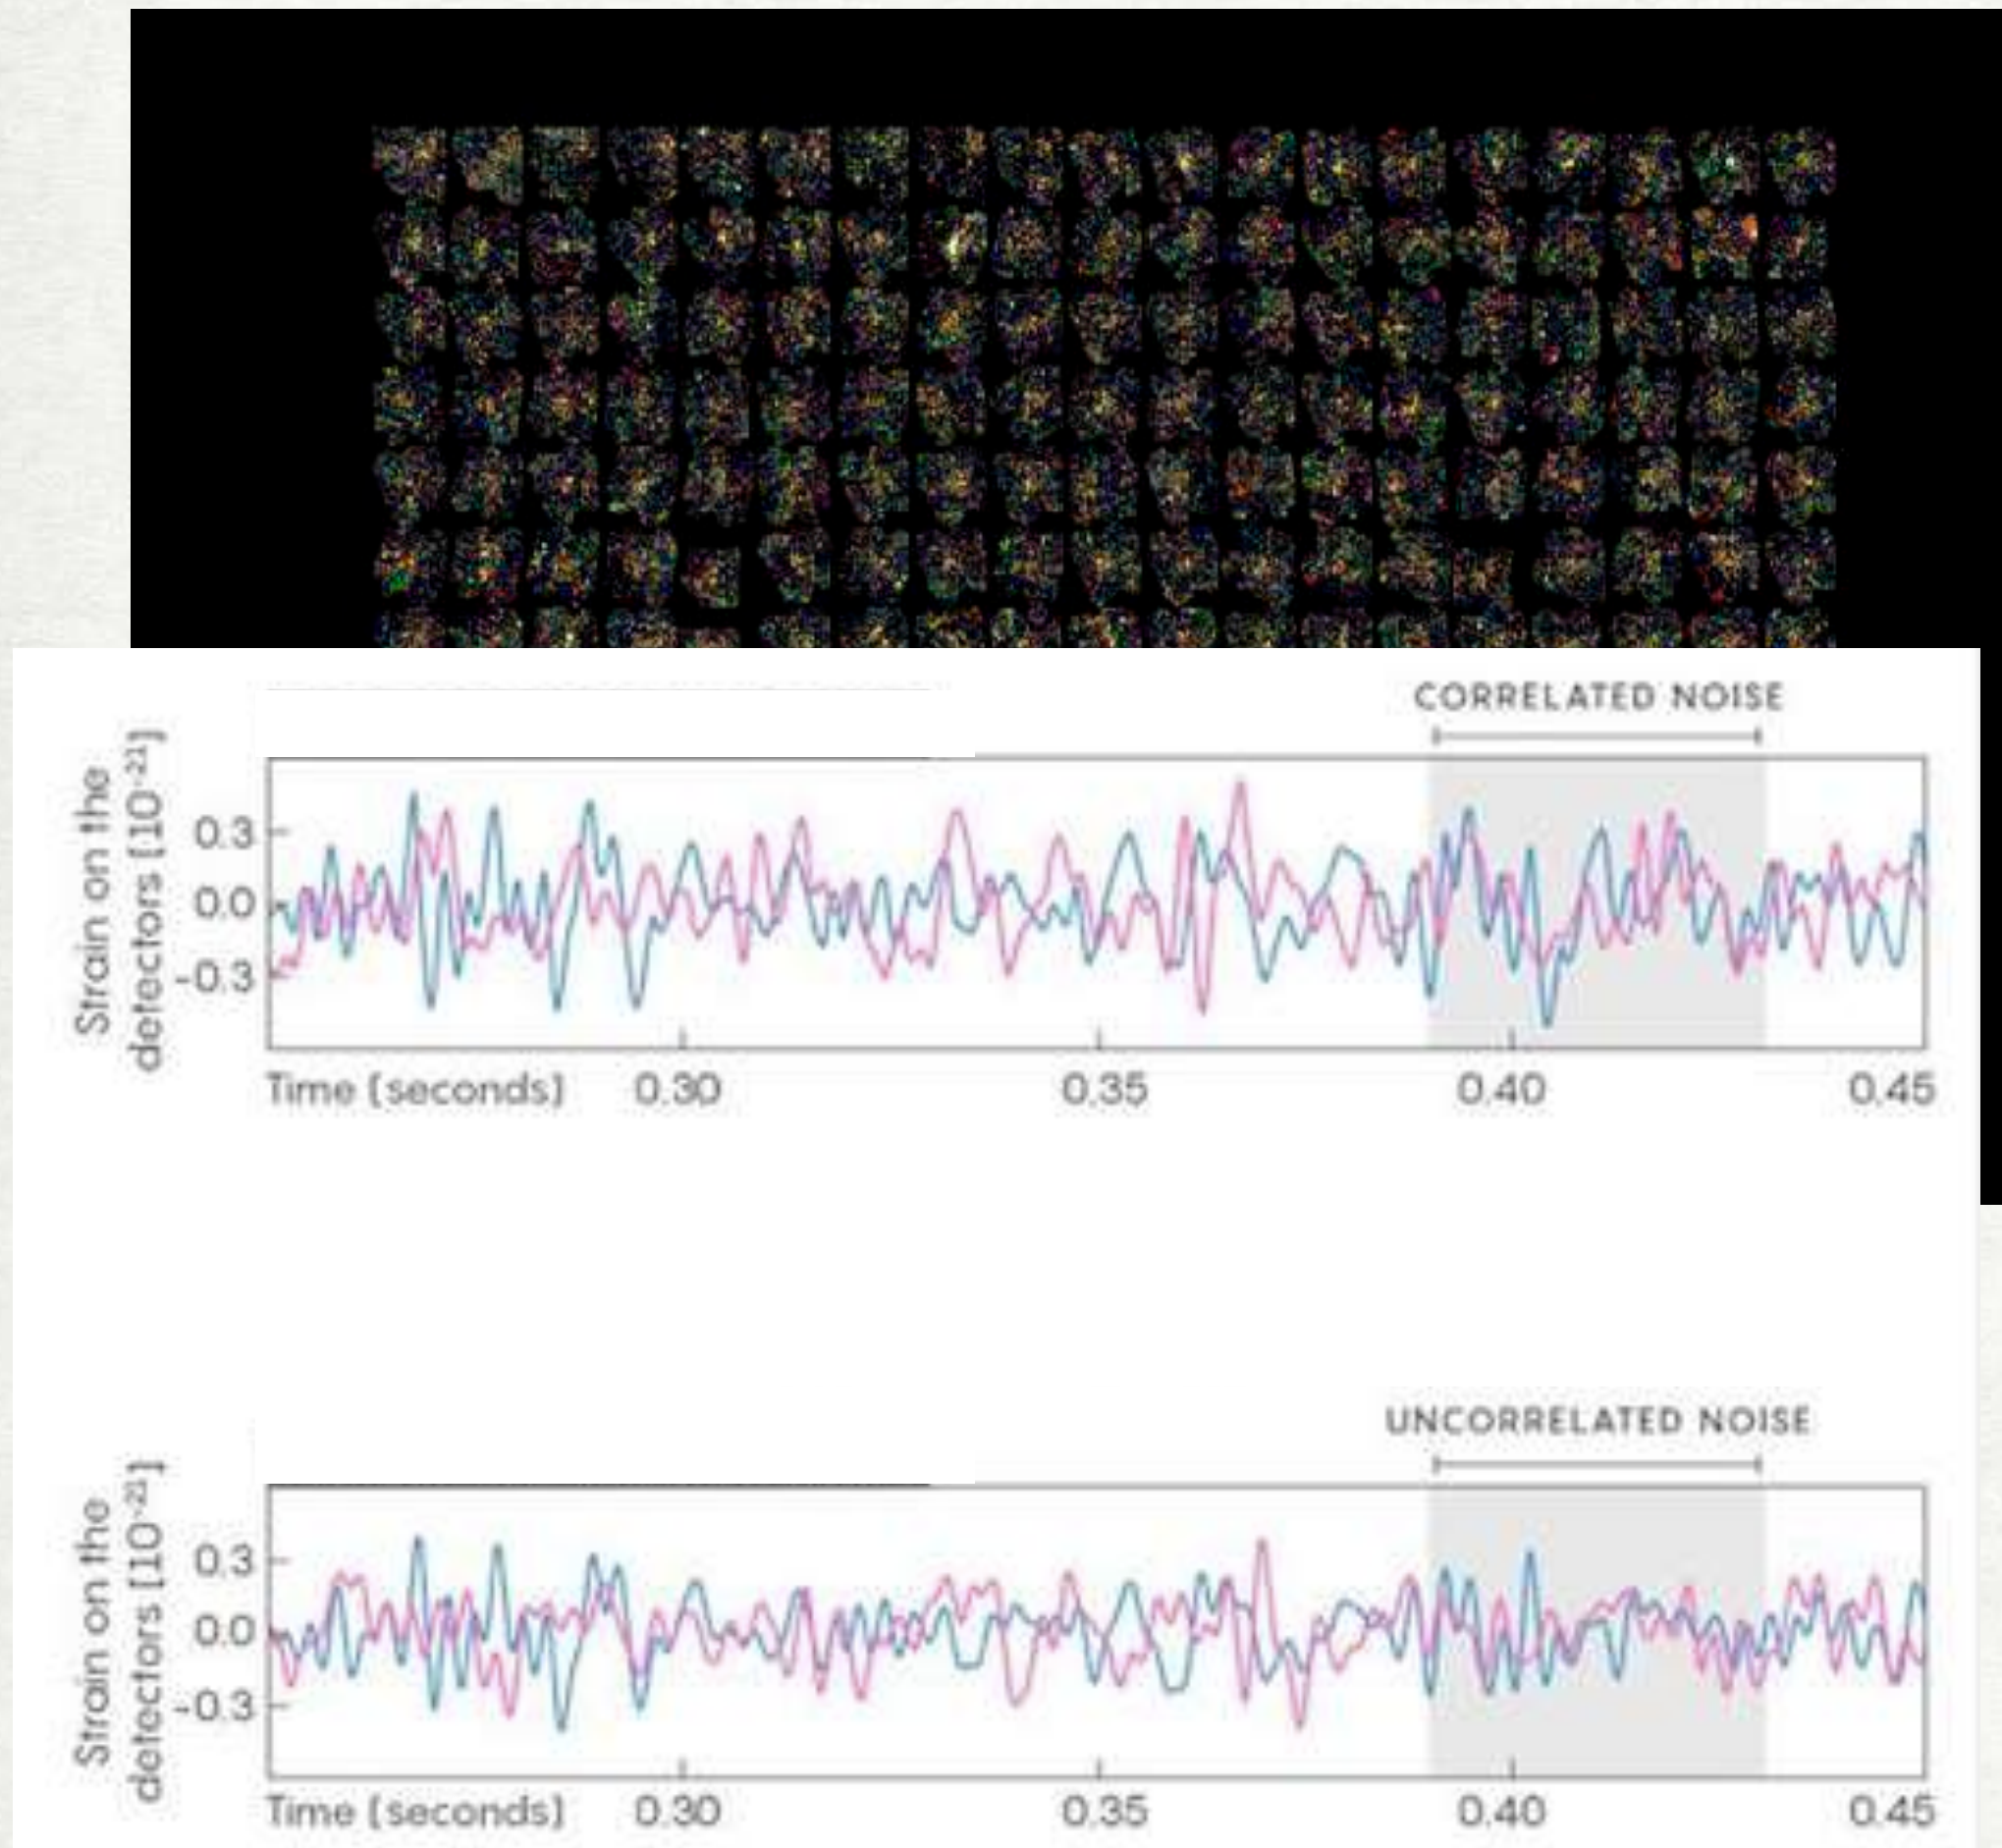 CORRELATED NOISE
Strain on the
detectors [10⁻²¹]
0.3
0.0
-0.3
Time (seconds) 0.30 0.35 0.40 0.45
UNCORRELATED NOISE
Strain on the
detectors [10⁻²¹]
0.3
0.0
-0.3
Time (seconds) 0.30 0.35 0.40 0.45